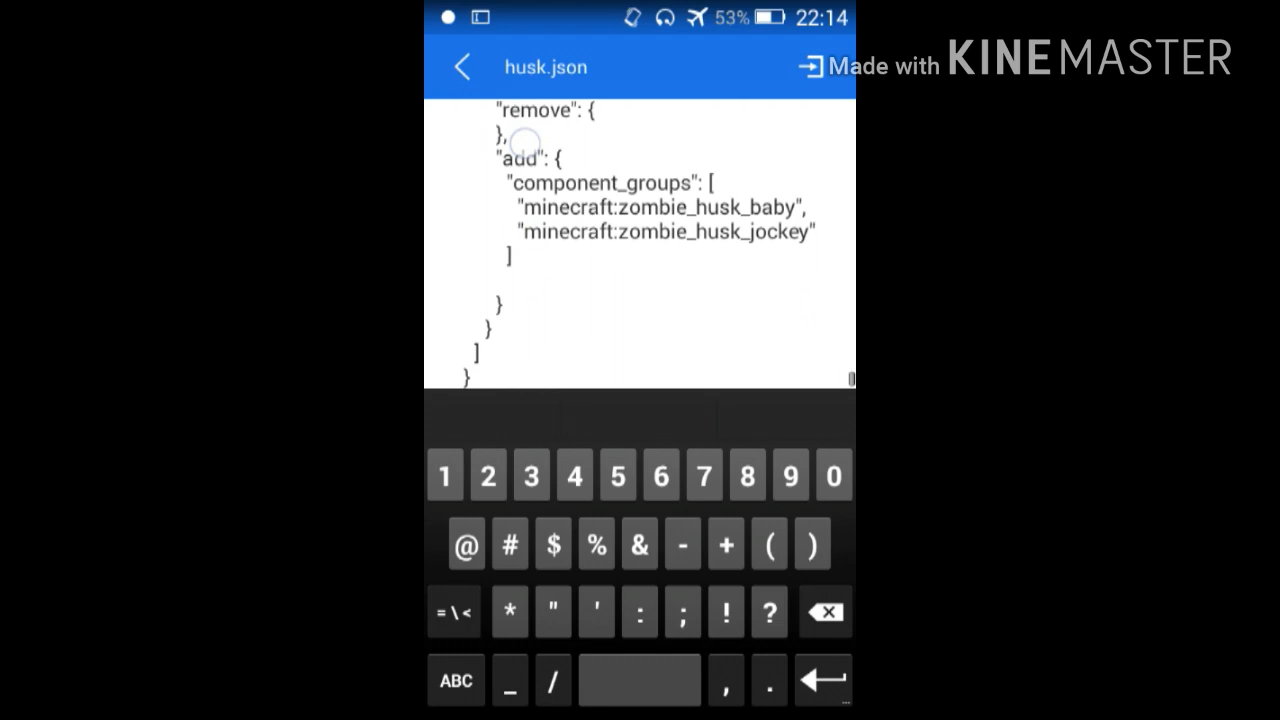 53% 22:14
husk.json
Made with KINEMASTER
"remove": {
},
"add": {
"component_groups": [
"minecraft:zombie_husk_baby",
"minecraft:zombie_husk_jockey"
]
}
}
]
}
1 2 3 4 5 6 7 8 9 0
@ # $ % & - + ( )
= \ < * " ' : ; ! ?
ABC _ / , . ...